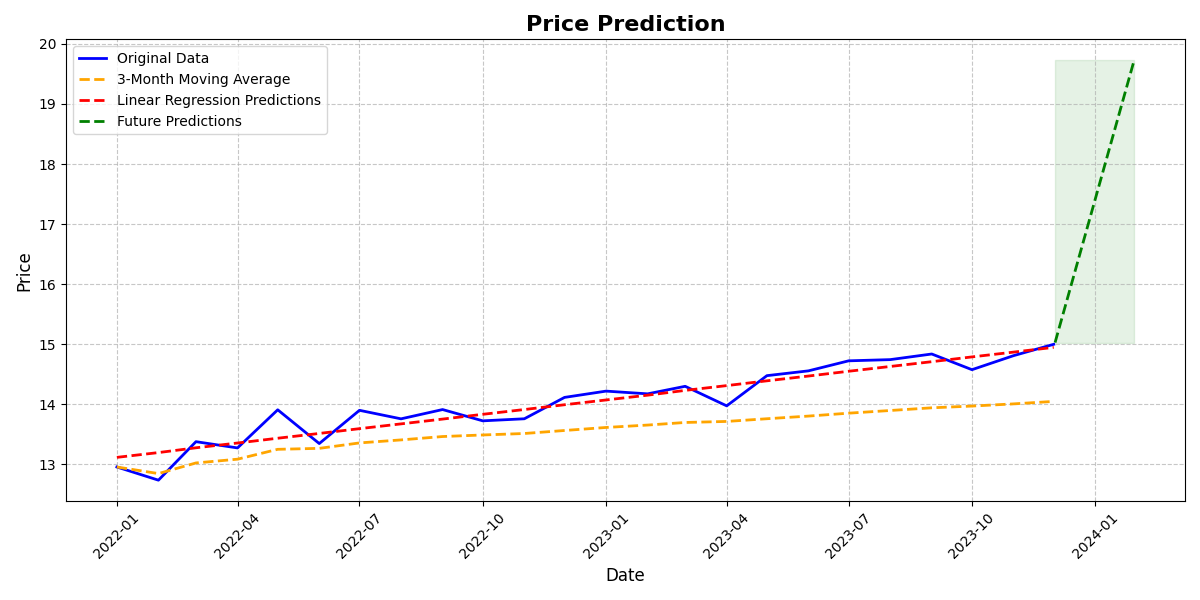 Price Prediction
Original Data
3-Month Moving Average
Linear Regression Predictions
Future Predictions
Price
20
19
18
17
16
15
14
13
2022-01
2022-04
2022-07
2022-10
2023-01
2023-04
2023-07
2023-10
2024-01
Date